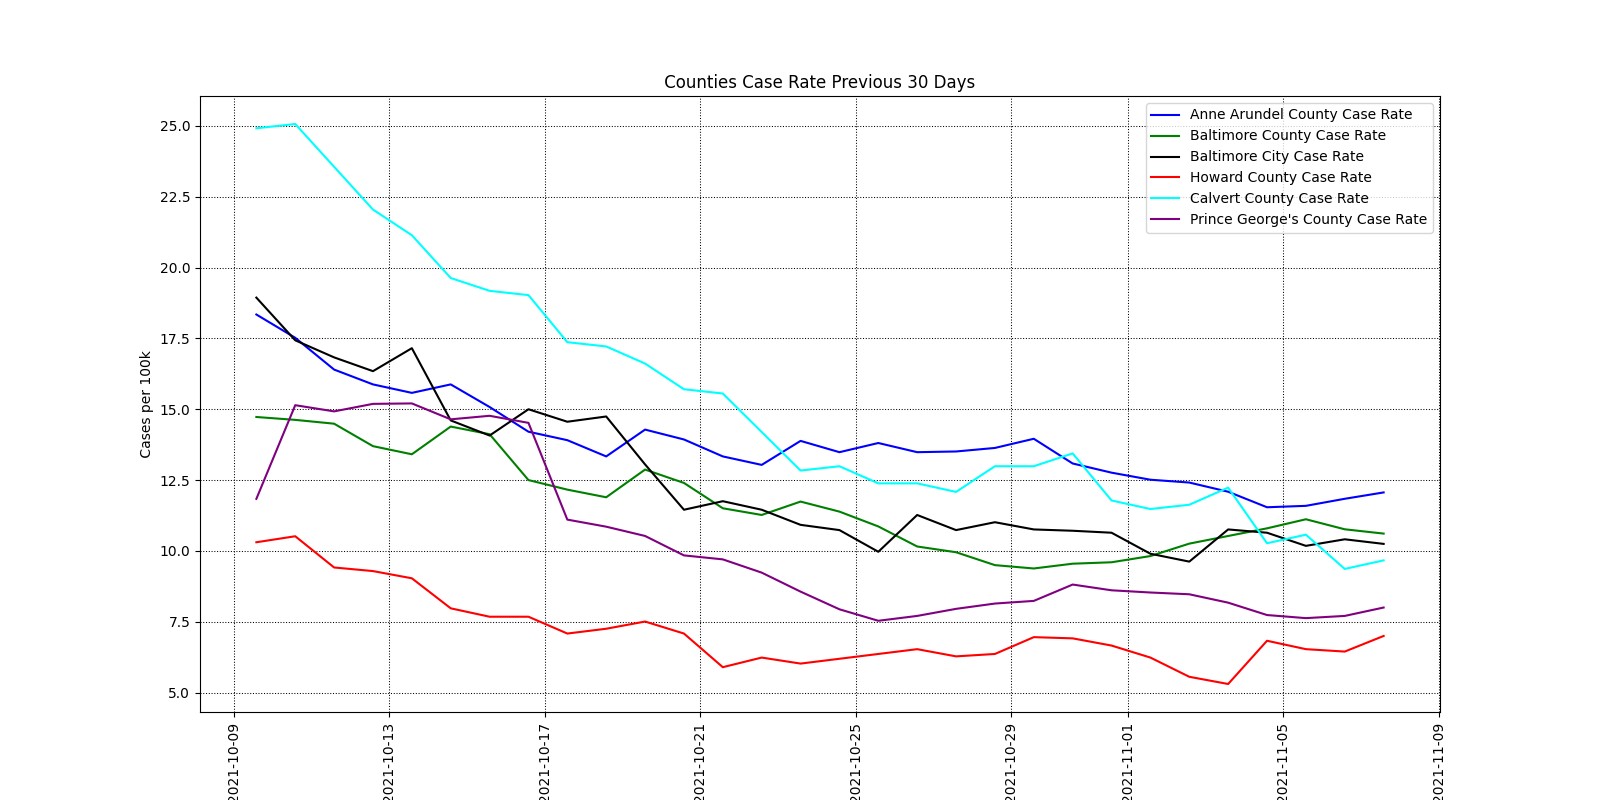 Counties Case Rate Previous 30 Days
Anne Arundel County Case Rate
Baltimore County Case Rate
Baltimore City Case Rate
Howard County Case Rate
Calvert County Case Rate
Prince George's County Case Rate
Cases per 100k
25.0
22.5
20.0
17.5
15.0
12.5
10.0
7.5
5.0
2021-10-09
2021-10-13
2021-10-17
2021-10-21
2021-10-25
2021-10-29
2021-11-01
2021-11-05
2021-11-09